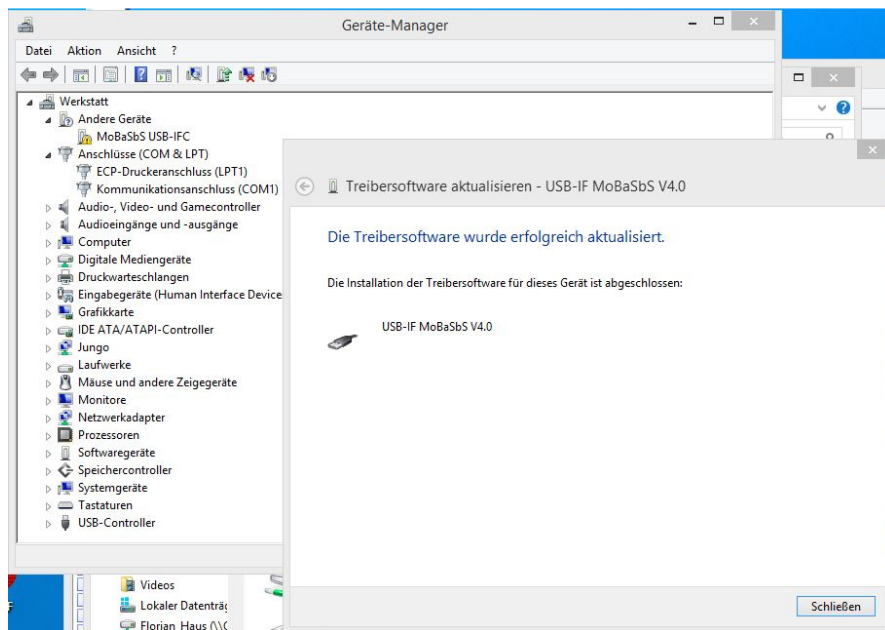 Geräte-Manager
Datei Aktion Ansicht ?
Werkstatt
Andere Geräte
MoBaSbS USB-IFC
Anschlüsse (COM & LPT)
ECP-Druckeranschluss (LPT1)
Kommunikationsanschluss (COM1)
Audio-, Video- und Gamecontroller
Audioeingänge und -ausgänge
Computer
Digitale Mediengeräte
Druckwarteschlangen
Eingabegeräte (Human Interface Device
Grafikkarte
IDE ATA/ATAPI-Controller
Jungo
Laufwerke
Mäuse und andere Zeigegeräte
Monitore
Netzwerkadapter
Prozessoren
Softwaregeräte
Speichercontroller
Systemgeräte
Tastaturen
USB-Controller
Treibersoftware aktualisieren - USB-IF MoBaSbS V4.0
Die Treibersoftware wurde erfolgreich aktualisiert.
Die Installation der Treibersoftware für dieses Gerät ist abgeschlossen:
USB-IF MoBaSbS V4.0
Schließen
Videos
Lokaler Datenträg
Florian_Haus (\\